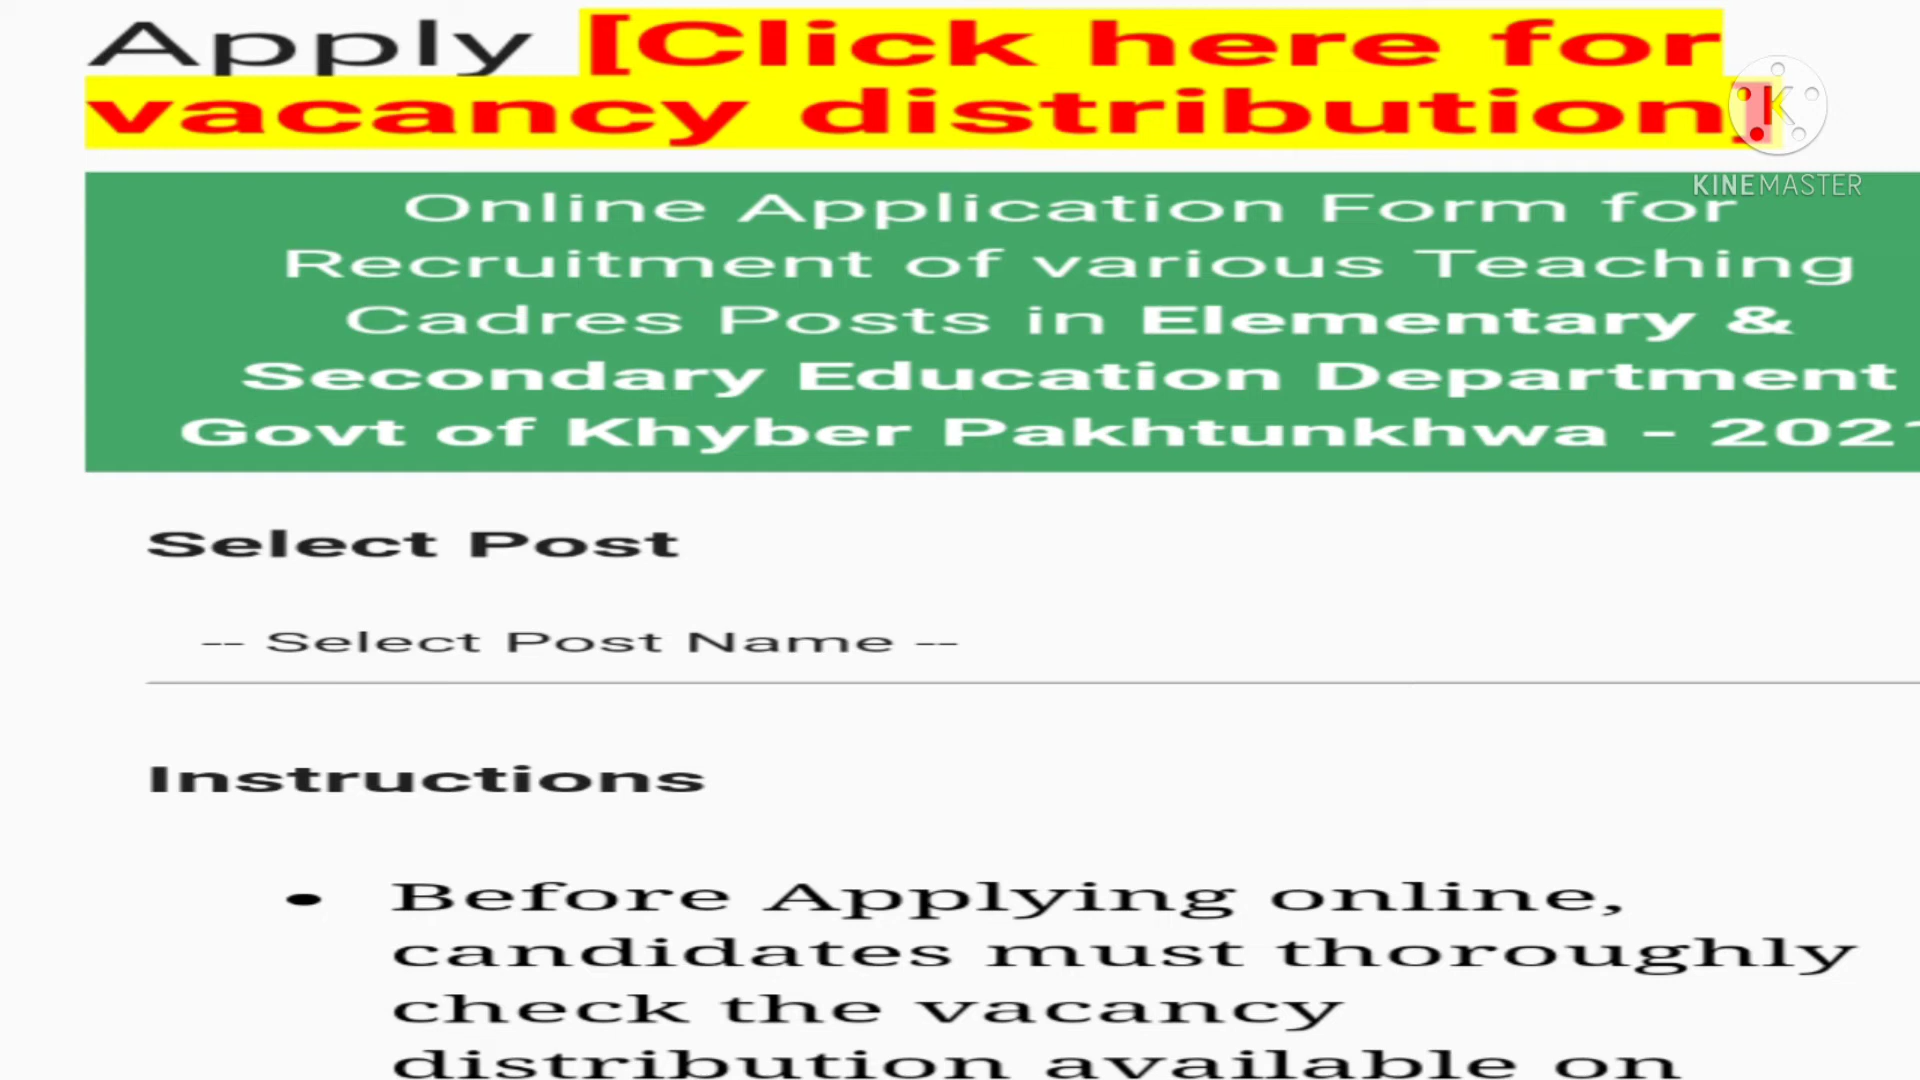 Apply [Click here for
vacancy distribution]
KINEMASTER
Online Application Form for
Recruitment of various Teaching
Cadres Posts in Elementary &
Secondary Education Department
Govt of Khyber Pakhtunkhwa - 2021
Select Post
-- Select Post Name --
Instructions
• Before Applying online,
candidates must thoroughly
check the vacancy
distribution available on